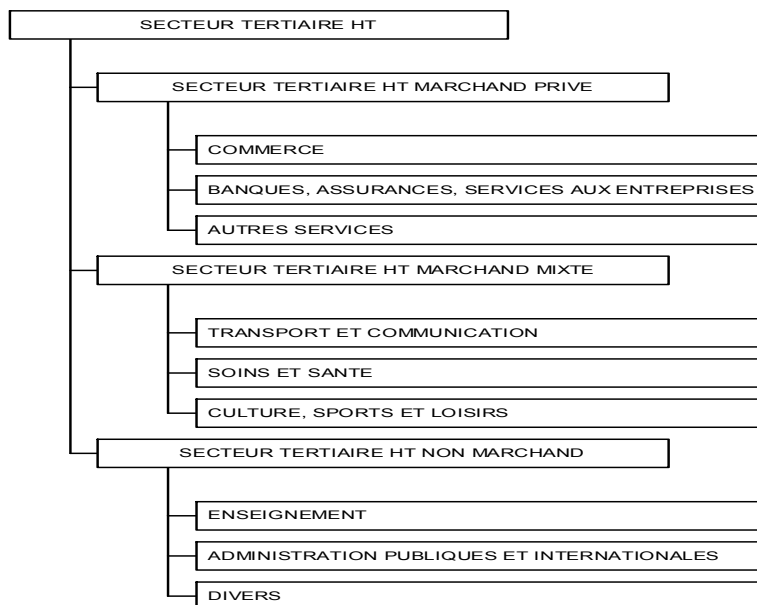 SECTEUR TERTIAIRE HT
SECTEUR TERTIAIRE HT MARCHAND PRIVE
COMMERCE
BANQUES, ASSURANCES, SERVICES AUX ENTREPRISES
AUTRES SERVICES
SECTEUR TERTIAIRE HT MARCHAND MIXTE
TRANSPORT ET COMMUNICATION
SOINS ET SANTE
CULTURE, SPORTS ET LOISIRS
SECTEUR TERTIAIRE HT NON MARCHAND
ENSEIGNEMENT
ADMINISTRATION PUBLIQUES ET INTERNATIONALES
DIVERS